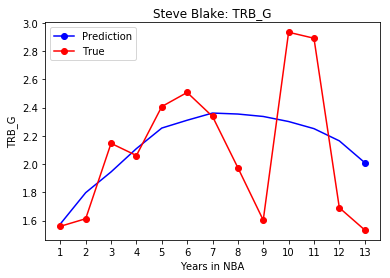 Steve Blake: TRB_G
Prediction
True
TRB_G
3.0
2.8
2.6
2.4
2.2
2.0
1.8
1.6
1 2 3 4 5 6 7 8 9 10 11 12 13
Years in NBA